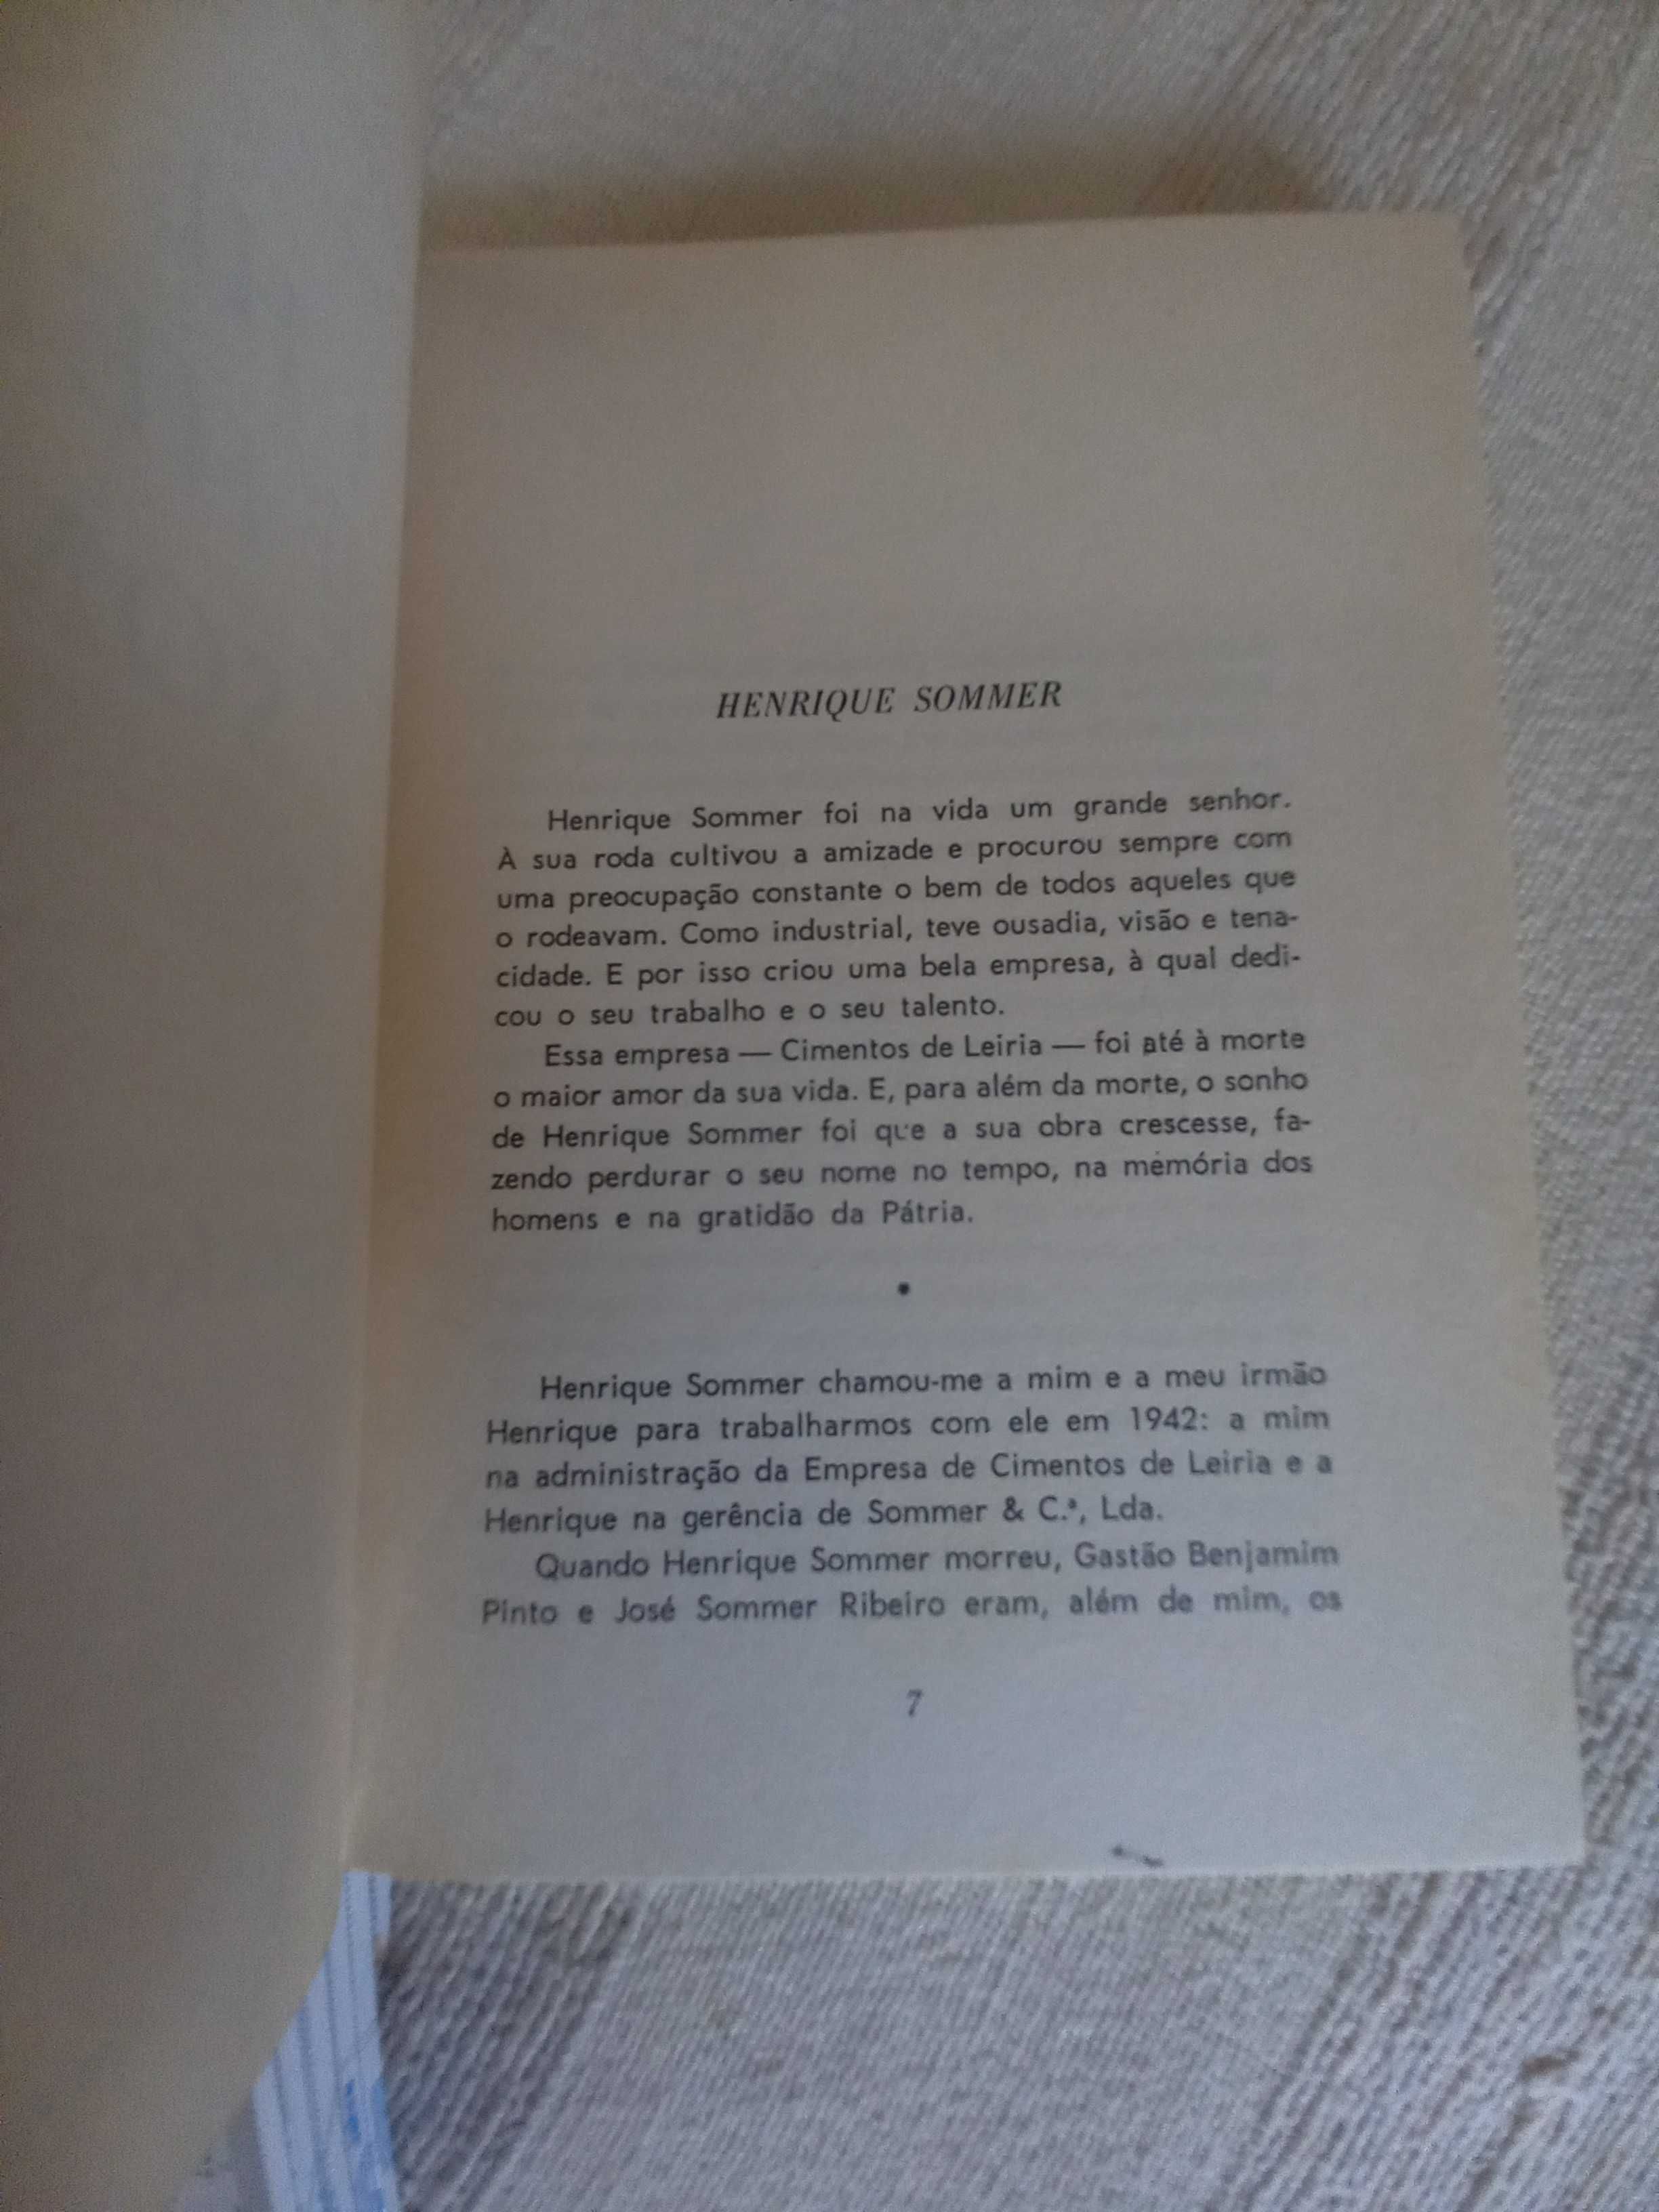 HENRIQUE SOMMER
Henrique Sommer foi na vida um grande senhor.
À sua roda cultivou a amizade e procurou sempre com
uma preocupação constante o bem de todos aqueles que
o rodeavam. Como industrial, teve ousadia, visão e tena-
cidade. E por isso criou uma bela empresa, à qual dedi-
cou o seu trabalho e o seu talento.
Essa empresa — Cimentos de Leiria — foi até à morte
o maior amor da sua vida. E, para além da morte, o sonho
de Henrique Sommer foi que a sua obra crescesse, fa-
zendo perdurar o seu nome no tempo, na memória dos
homens e na gratidão da Pátria.
•
Henrique Sommer chamou-me a mim e a meu irmão
Henrique para trabalharmos com ele em 1942: a mim
na administração da Empresa de Cimentos de Leiria e a
Henrique na gerência de Sommer & C.ª, Lda.
Quando Henrique Sommer morreu, Gastão Benjamim
Pinto e José Sommer Ribeiro eram, além de mim, os
7